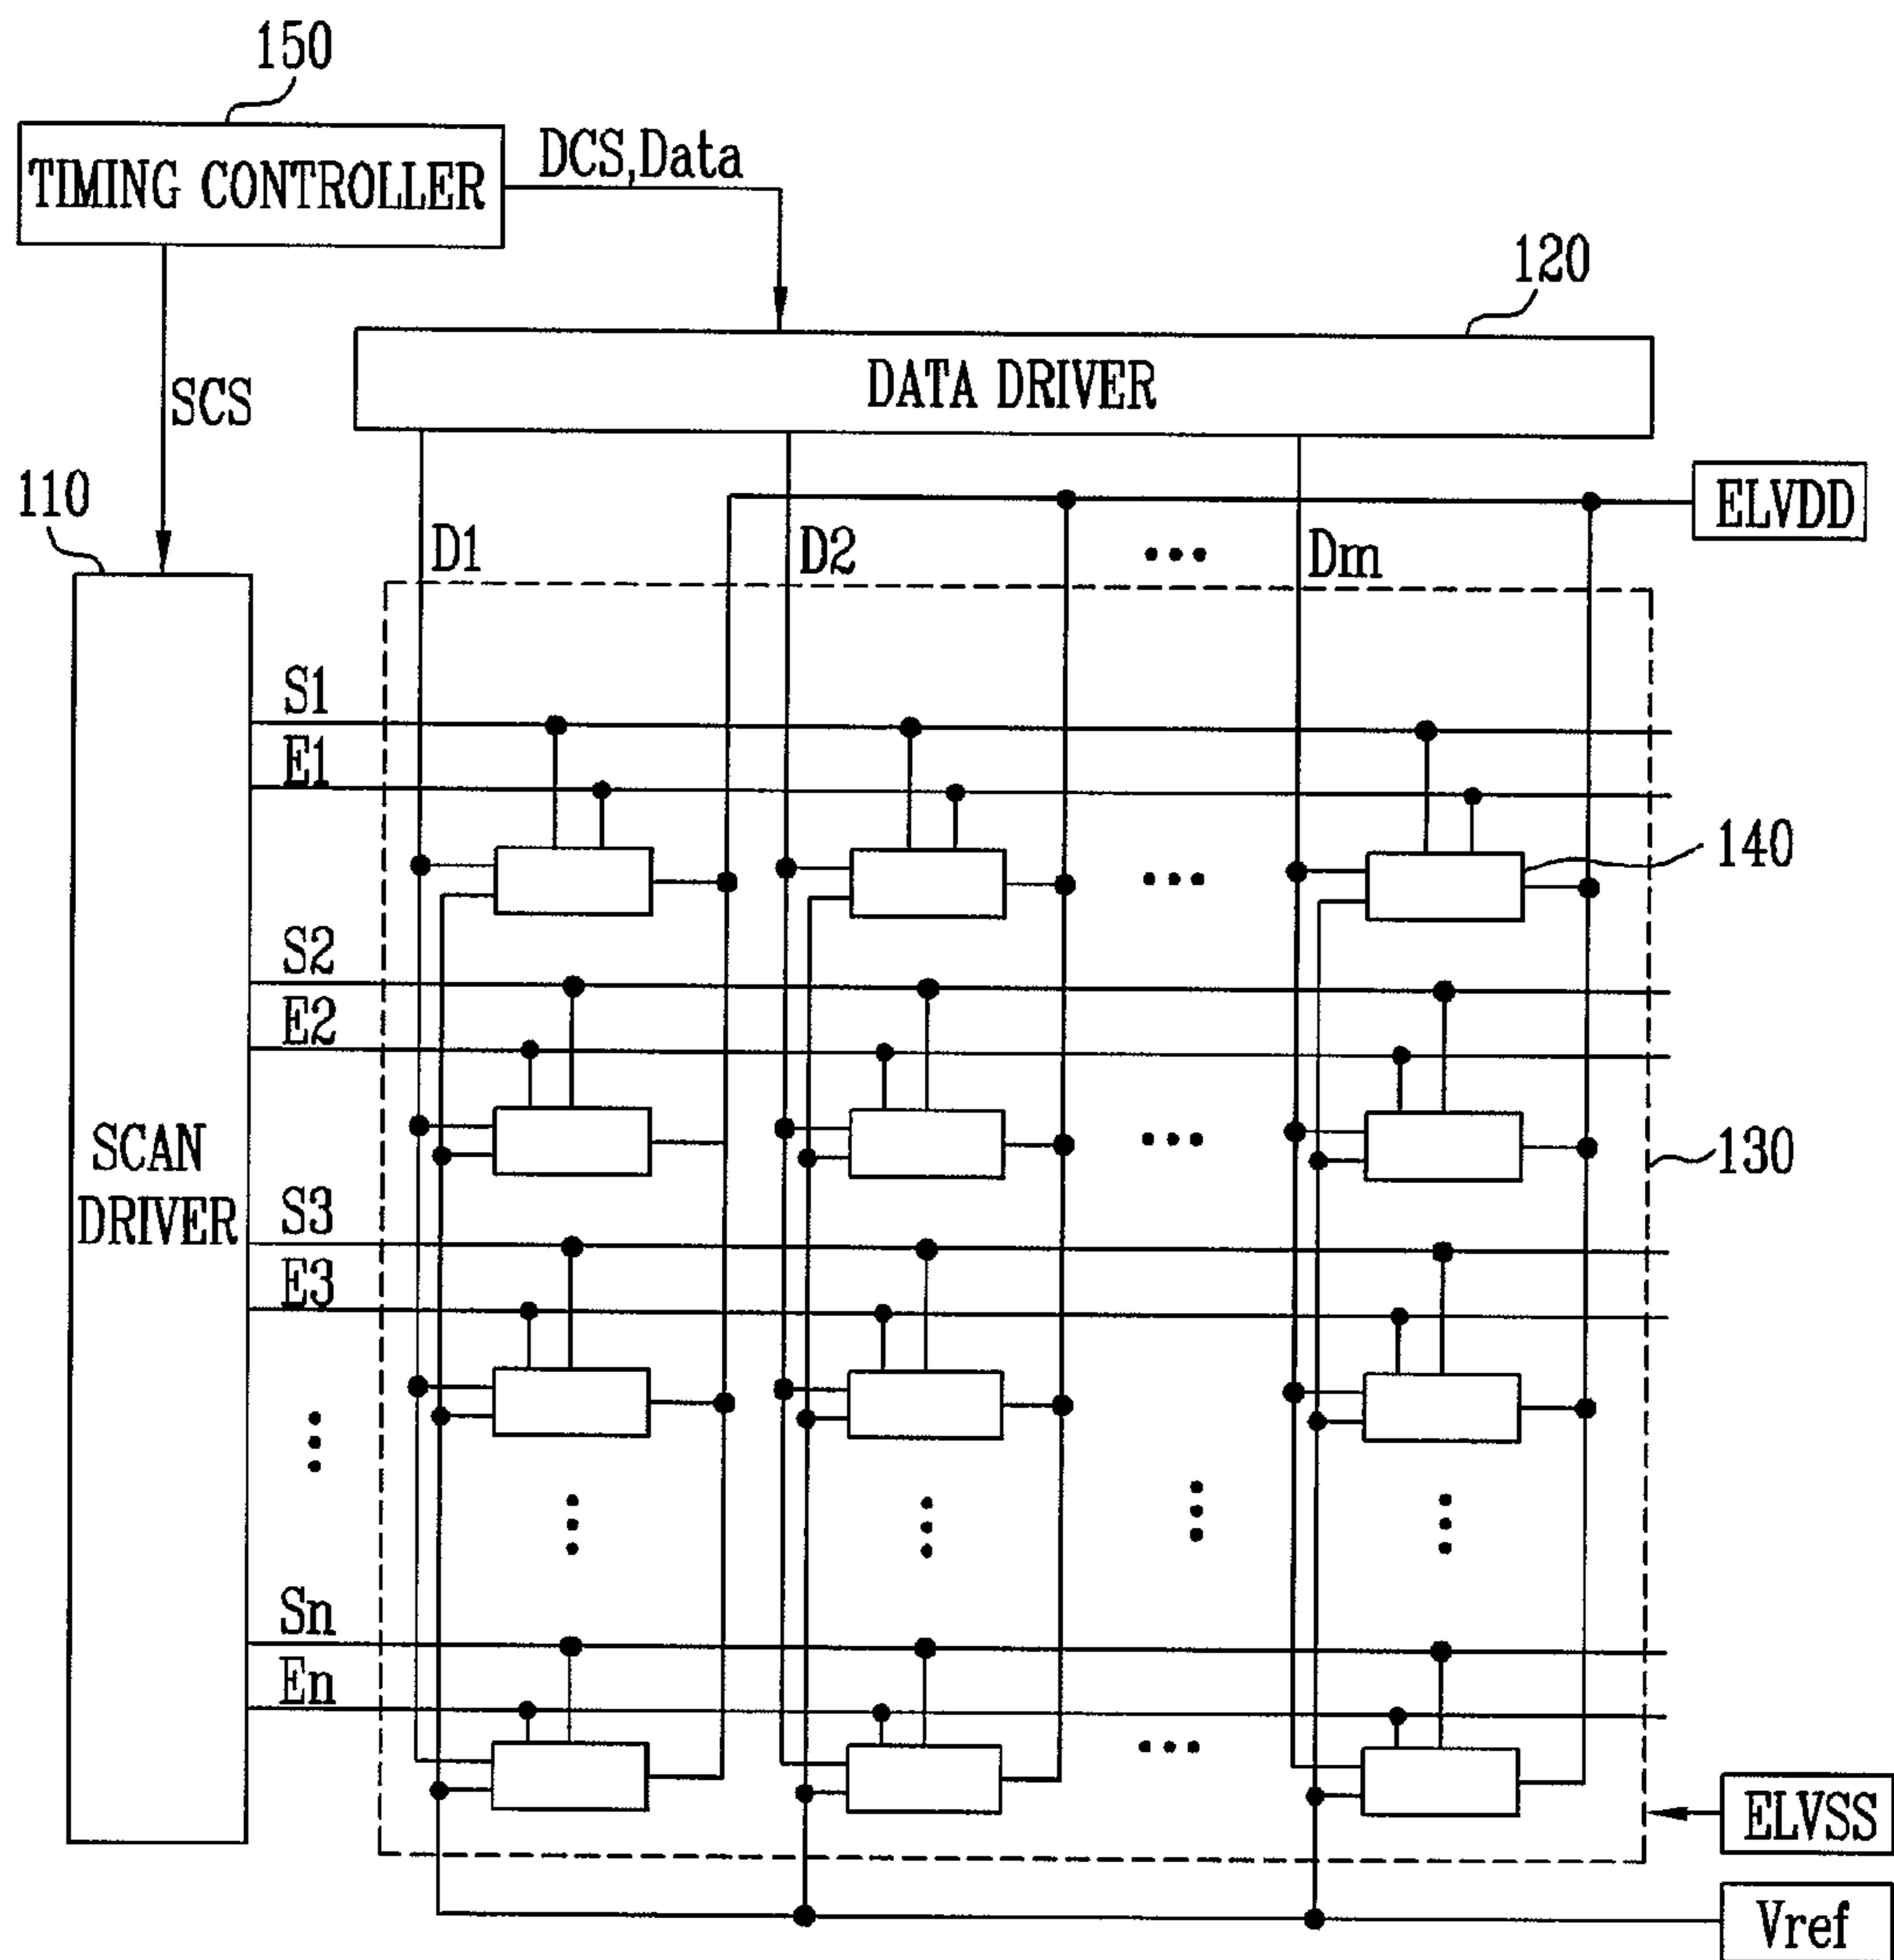 150
TIMING CONTROLLER
DCS,Data
120
DATA DRIVER
SCS
110
ELVDD
D1
D2
Dm
S1
E1
140
S2
E2
SCAN
DRIVER
130
S3
E3
Sn
En
ELVSS
Vref